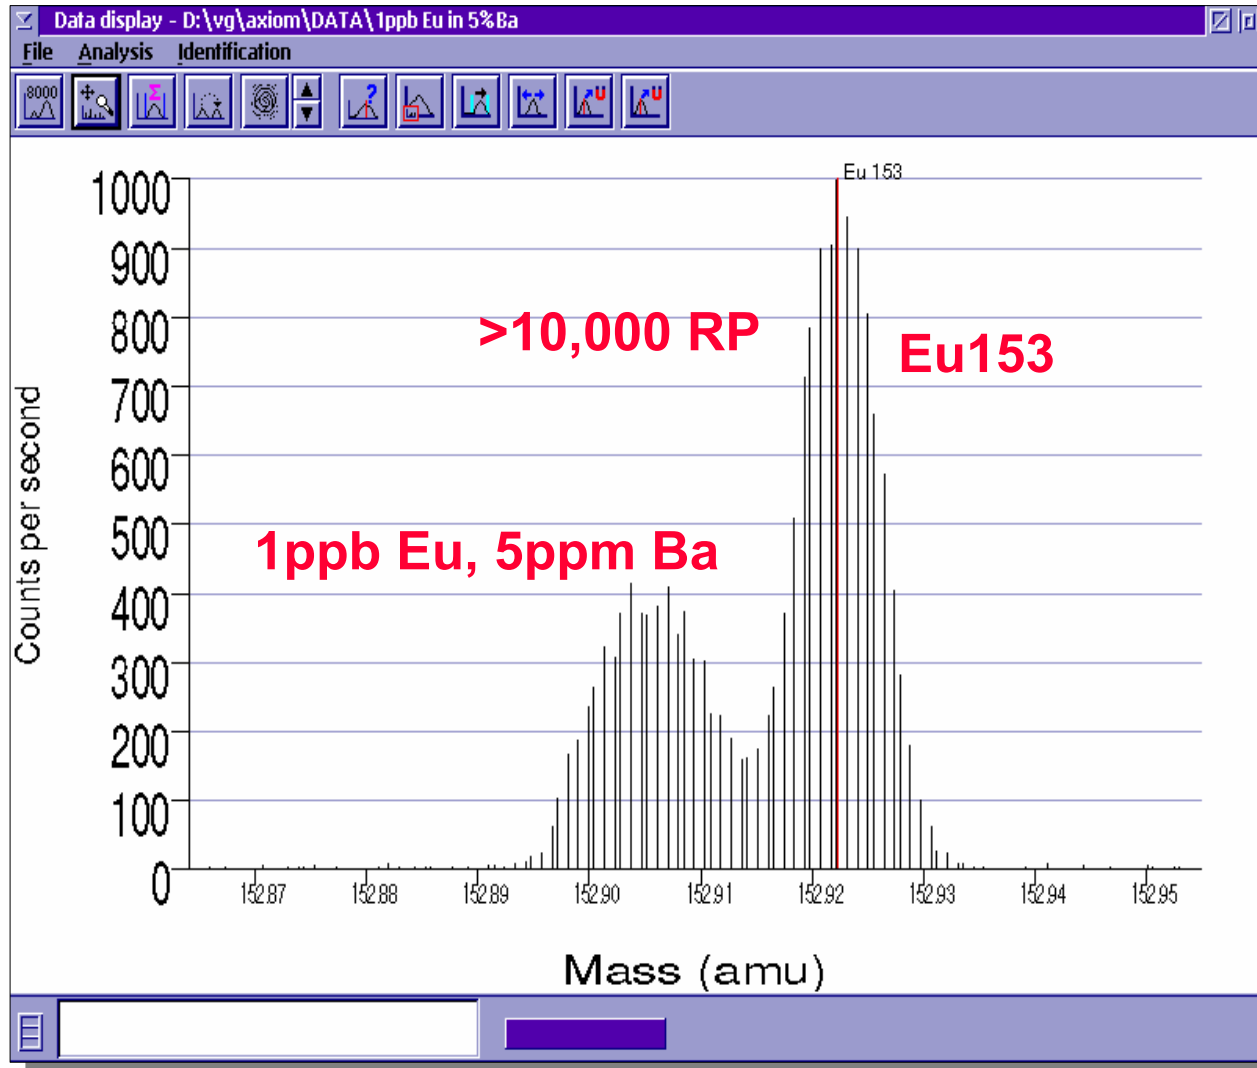 Data display - D:\vg\axiom\DATA\1ppb Eu in 5%Ba
File Analysis Identification
8000
Σ
?
U
U
Eu 153
1000
900
800
700
600
500
400
300
200
100
0
>10,000 RP
Eu153
1ppb Eu, 5ppm Ba
Counts per second
152.87 152.88 152.89 152.90 152.91 152.92 152.93 152.94 152.95
Mass (amu)